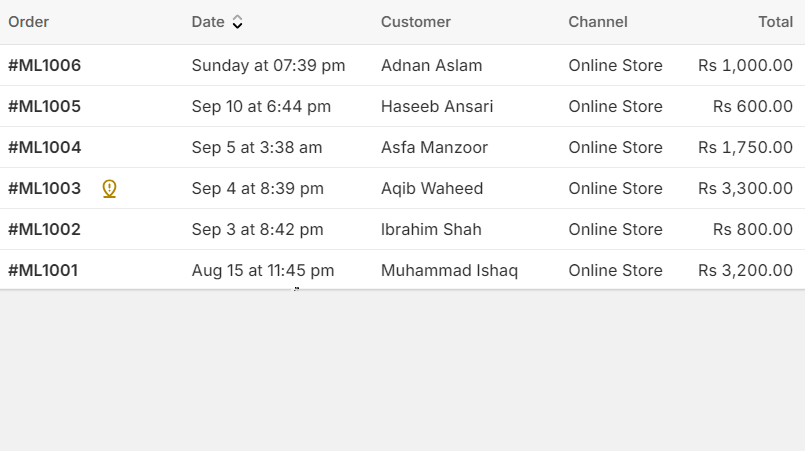 Order Date Customer Channel Total
#ML1006 Sunday at 07:39 pm Adnan Aslam Online Store Rs 1,000.00
#ML1005 Sep 10 at 6:44 pm Haseeb Ansari Online Store Rs 600.00
#ML1004 Sep 5 at 3:38 am Asfa Manzoor Online Store Rs 1,750.00
#ML1003 Sep 4 at 8:39 pm Aqib Waheed Online Store Rs 3,300.00
#ML1002 Sep 3 at 8:42 pm Ibrahim Shah Online Store Rs 800.00
#ML1001 Aug 15 at 11:45 pm Muhammad Ishaq Online Store Rs 3,200.00